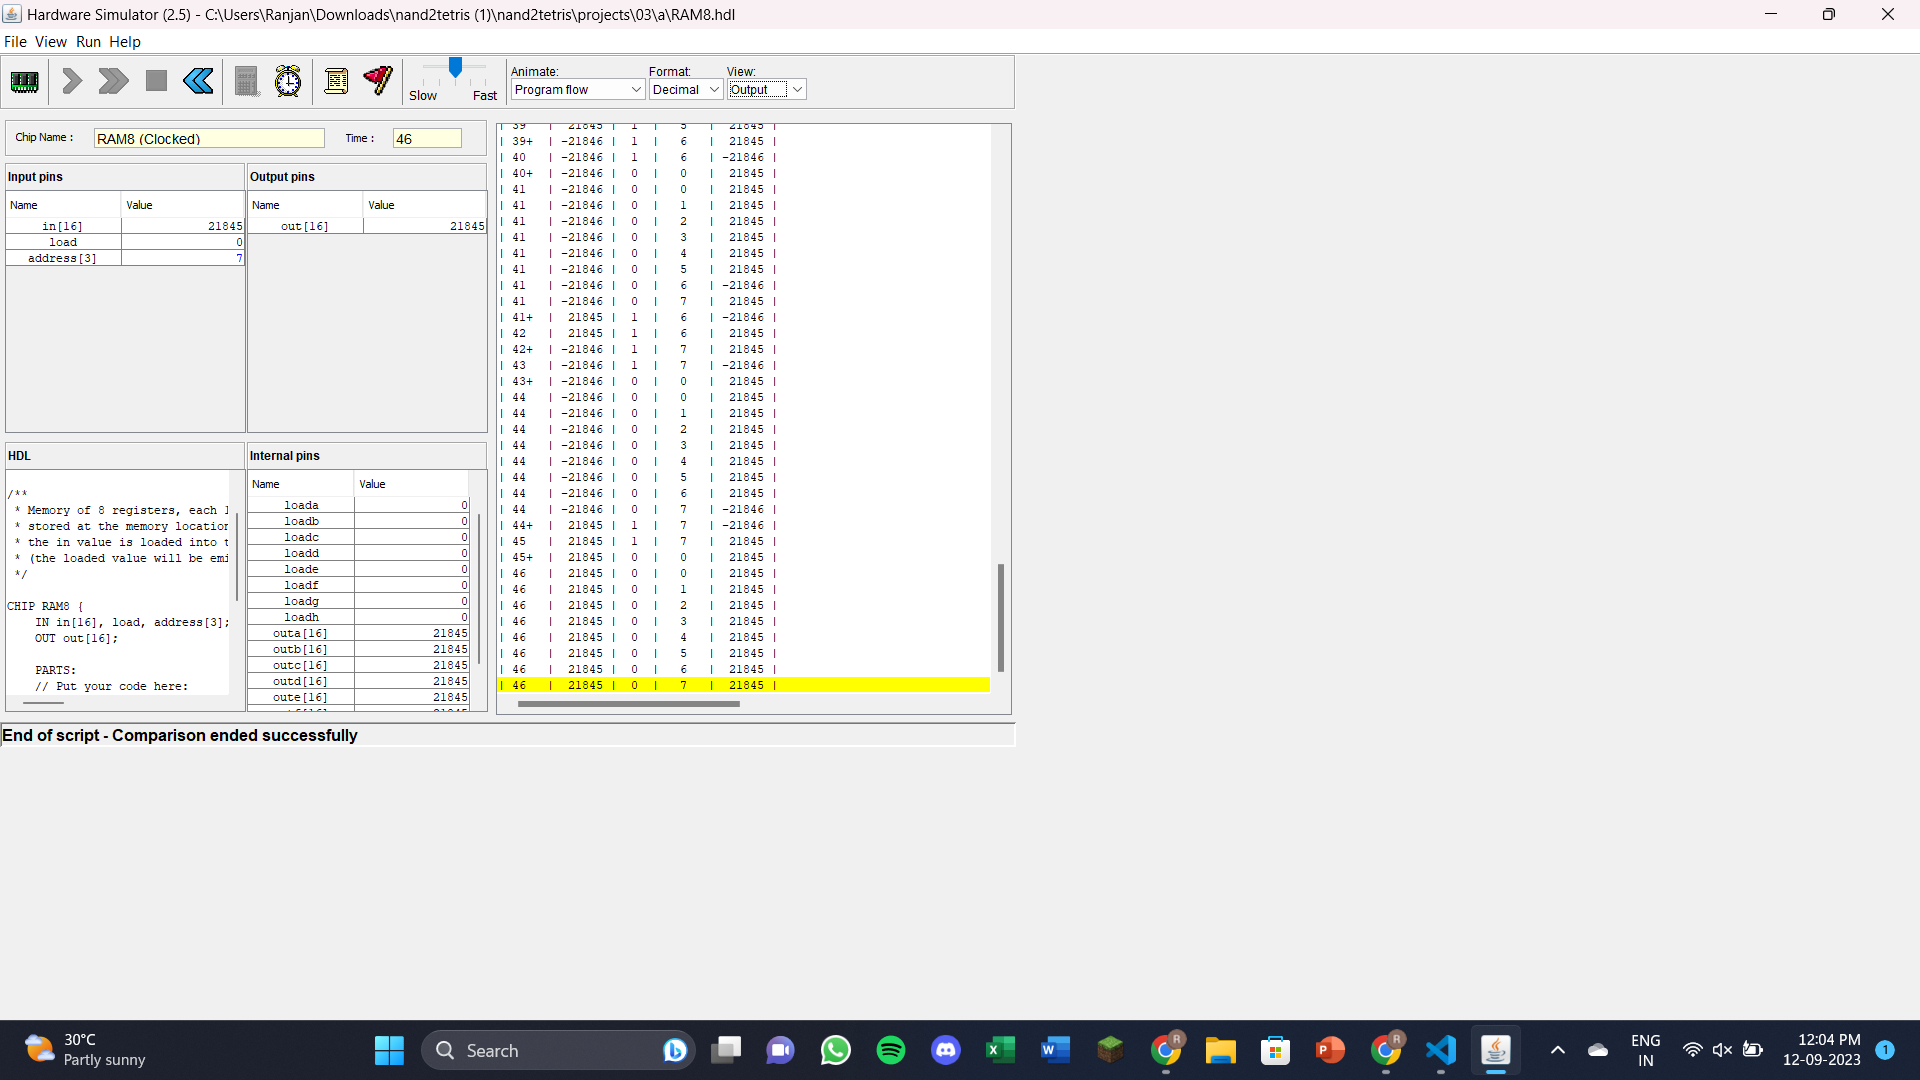 Hardware Simulator (2.5) - C:\Users\Ranjan\Downloads\nand2tetris (1)\nand2tetris\projects\03\a\RAM8.hdl
File View Run Help
Slow Fast
Animate: Format: View:
Program flow Decimal Output
Chip Name : RAM8 (Clocked) Time : 46
Input pins
Name Value
in[16] 21845
load 0
address[3] 7
Output pins
Name Value
out[16] 21845
HDL
/**
* Memory of 8 registers, each
* stored at the memory location
* the in value is loaded into
* (the loaded value will be emi
*/
CHIP RAM8 {
IN in[16], load, address[3];
OUT out[16];
PARTS:
// Put your code here:
Internal pins
Name Value
loada 0
loadb 0
loadc 0
loadd 0
loade 0
loadf 0
loadg 0
loadh 0
outa[16] 21845
outb[16] 21845
outc[16] 21845
outd[16] 21845
oute[16] 21845
| 39 | 21845 | 1 | 5 | 21845 |
| 39+ | -21846 | 1 | 6 | 21845 |
| 40 | -21846 | 1 | 6 | -21846 |
| 40+ | -21846 | 0 | 0 | 21845 |
| 41 | -21846 | 0 | 0 | 21845 |
| 41 | -21846 | 0 | 1 | 21845 |
| 41 | -21846 | 0 | 2 | 21845 |
| 41 | -21846 | 0 | 3 | 21845 |
| 41 | -21846 | 0 | 4 | 21845 |
| 41 | -21846 | 0 | 5 | 21845 |
| 41 | -21846 | 0 | 6 | -21846 |
| 41 | -21846 | 0 | 7 | 21845 |
| 41+ | 21845 | 1 | 6 | -21846 |
| 42 | 21845 | 1 | 6 | 21845 |
| 42+ | -21846 | 1 | 7 | 21845 |
| 43 | -21846 | 1 | 7 | -21846 |
| 43+ | -21846 | 0 | 0 | 21845 |
| 44 | -21846 | 0 | 0 | 21845 |
| 44 | -21846 | 0 | 1 | 21845 |
| 44 | -21846 | 0 | 2 | 21845 |
| 44 | -21846 | 0 | 3 | 21845 |
| 44 | -21846 | 0 | 4 | 21845 |
| 44 | -21846 | 0 | 5 | 21845 |
| 44 | -21846 | 0 | 6 | 21845 |
| 44 | -21846 | 0 | 7 | -21846 |
| 44+ | 21845 | 1 | 7 | -21846 |
| 45 | 21845 | 1 | 7 | 21845 |
| 45+ | 21845 | 0 | 0 | 21845 |
| 46 | 21845 | 0 | 0 | 21845 |
| 46 | 21845 | 0 | 1 | 21845 |
| 46 | 21845 | 0 | 2 | 21845 |
| 46 | 21845 | 0 | 3 | 21845 |
| 46 | 21845 | 0 | 4 | 21845 |
| 46 | 21845 | 0 | 5 | 21845 |
| 46 | 21845 | 0 | 6 | 21845 |
| 46 | 21845 | 0 | 7 | 21845 |
End of script - Comparison ended successfully
30°C
Partly sunny
Search
ENG
IN
12:04 PM
12-09-2023
1